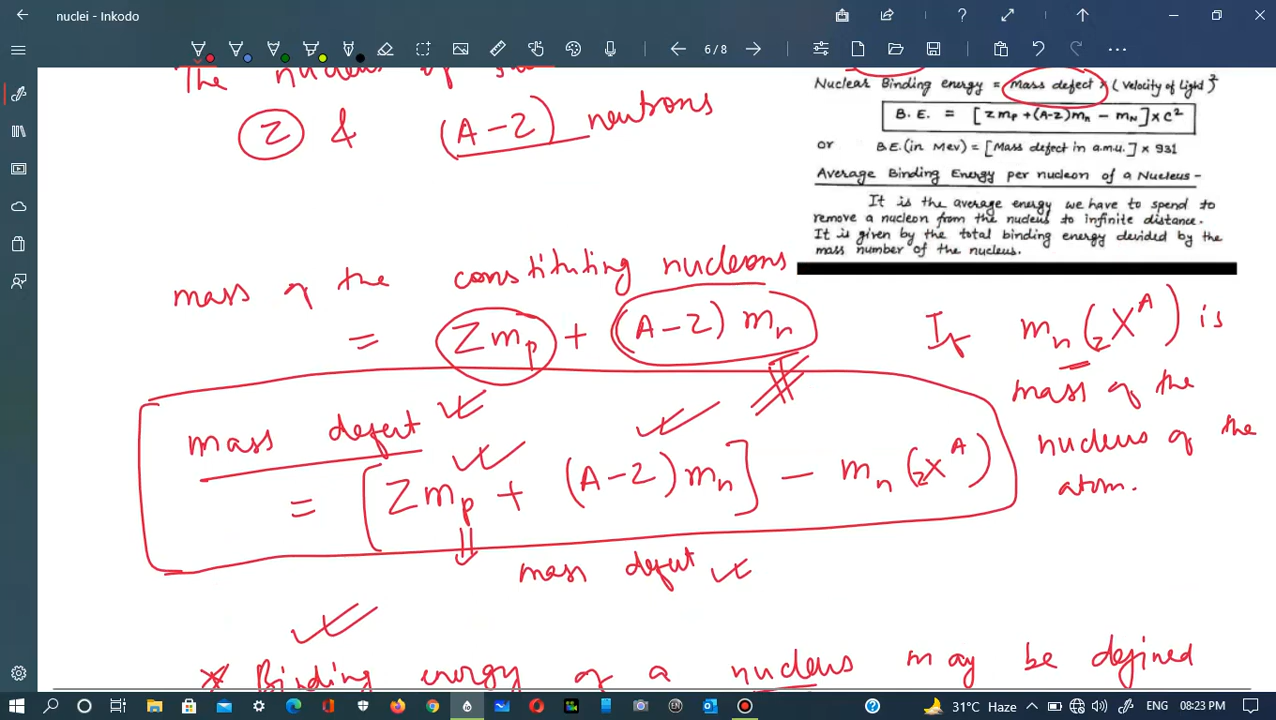 nuclei - Inkodo
6 / 8
The nucleus of
Z & (A-Z) neutrons
mass of the constituting nucleons
= Zmp + (A-Z) mn
mass defect
= [Zmp + (A-Z)mn] - mn (zX^A)
mass defect
* Binding energy of a nucleus may be defined
Nuclear Binding energy = Mass defect × (Velocity of light)²
B. E. = [ Zmp + (A-Z)mn - mN ] × C²
or B.E. (in Mev) = [Mass defect in a.m.u.] × 931
Average Binding Energy per nucleon of a Nucleus -
It is the average energy we have to spend to
remove a nucleon from the nucleus to infinite distance.
It is given by the total binding energy devided by the
mass number of the nucleus.
If mn (zX^A) is
mass of the
nucleus of the
atom.
31°C Haze
ENG
08:23 PM